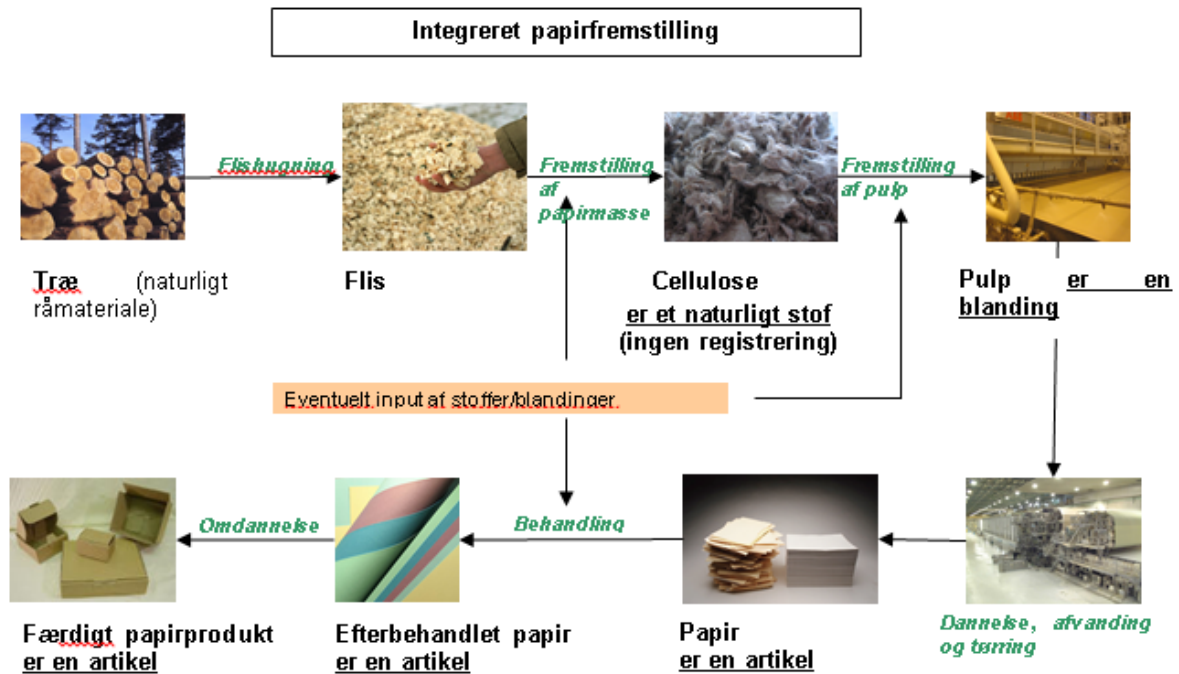 Integreret papirfremstilling
Flishugning
Fremstilling
af
papirmasse
Fremstilling
af pulp
Træ (naturligt
råmateriale)
Flis
Cellulose
er et naturligt stof
(ingen registrering)
Pulp er en
blanding
Eventuelt input af stoffer/blandinger.
Omdannelse
Behandling
Færdigt papirprodukt
er en artikel
Efterbehandlet papir
er en artikel
Papir
er en artikel
Dannelse, afvanding
og tørring